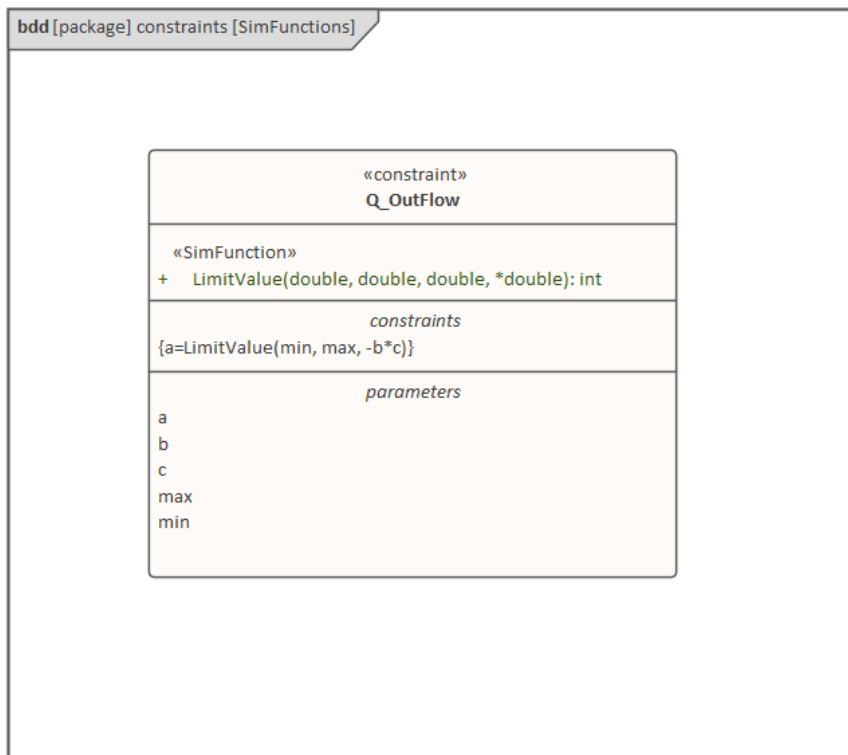 bdd [package] constraints [SimFunctions]
«constraint»
Q_OutFlow
«SimFunction»
+ LimitValue(double, double, double, *double): int
constraints
{a=LimitValue(min, max, -b*c)}
parameters
a
b
c
max
min